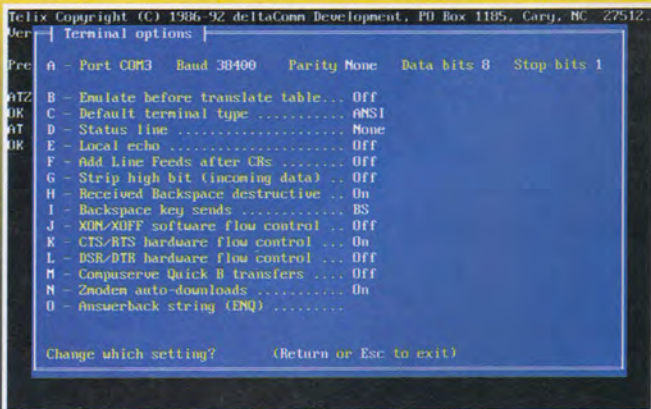 Telix Copyright (C) 1986-92 deltaComm Development, PO Box 1185, Cary, NC 27512.
Ver
Terminal options
Pre
A - Port COM3 Baud 38400 Parity None Data bits 8 Stop bits 1
ATZ
B - Emulate before translate table... Off
OK
C - Default terminal type ............ ANSI
AT
D - Status line ...................... None
OK
E - Local echo ....................... Off
F - Add Line Feeds after CRs ........ Off
G - Strip high bit (incoming data) .. Off
H - Received Backspace destructive .. On
I - Backspace key sends ............. BS
J - XON/XOFF software flow control .. Off
K - CTS/RTS hardware flow control ... On
L - DSR/DTR hardware flow control ... Off
M - Compuserve Quick B transfers .... Off
N - Zmodem auto-downloads ........... On
O - Answerback string (ENQ) .........
Change which setting? (Return or Esc to exit)